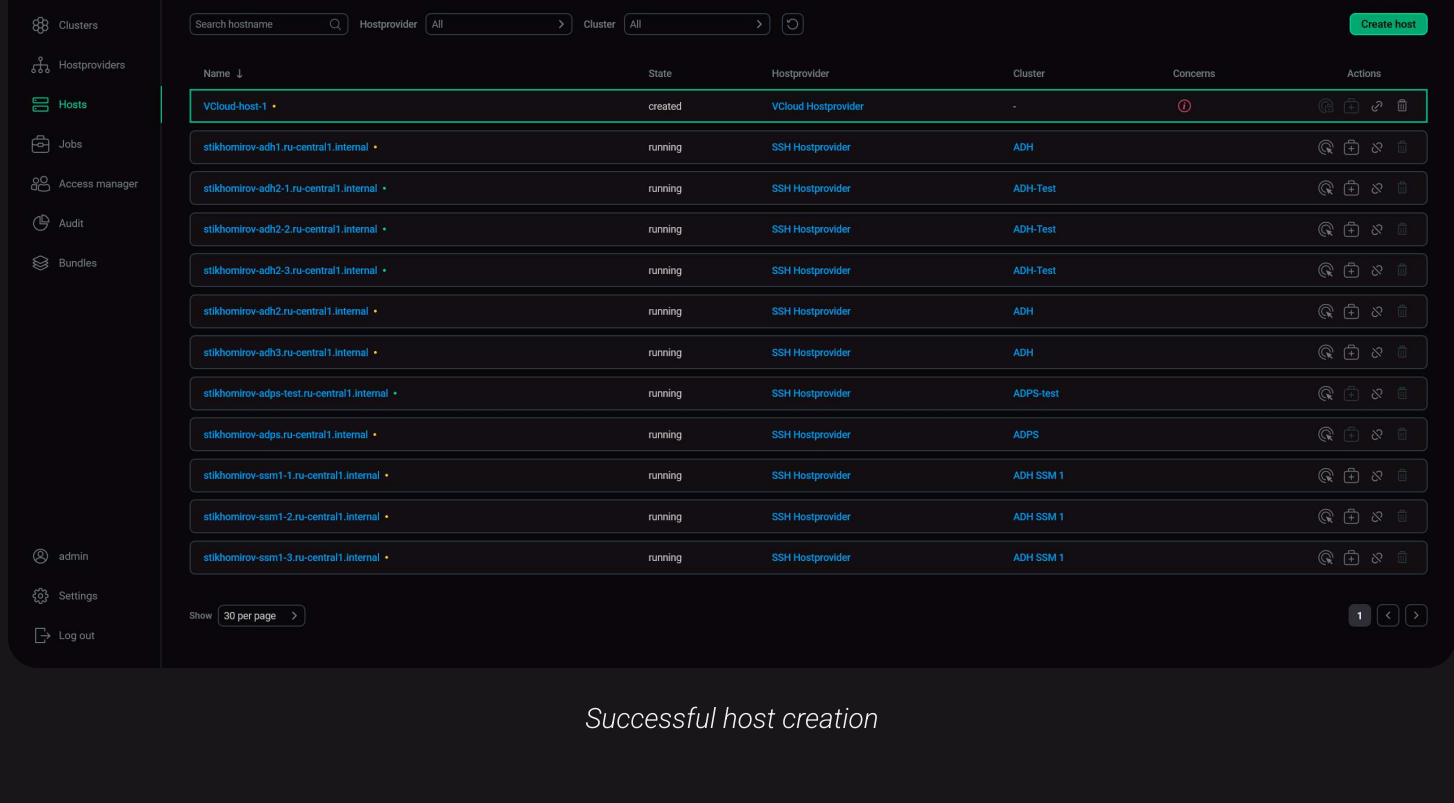 Clusters
Hostproviders
Hosts
Jobs
Access manager
Audit
Bundles
admin
Settings
Log out
Search hostname Hostprovider All Cluster All Create host
Name State Hostprovider Cluster Concerns Actions
VCloud-host-1 created VCloud Hostprovider -
stikhomirov-adh1.ru-central1.internal running SSH Hostprovider ADH
stikhomirov-adh2-1.ru-central1.internal running SSH Hostprovider ADH-Test
stikhomirov-adh2-2.ru-central1.internal running SSH Hostprovider ADH-Test
stikhomirov-adh2-3.ru-central1.internal running SSH Hostprovider ADH-Test
stikhomirov-adh2.ru-central1.internal running SSH Hostprovider ADH
stikhomirov-adh3.ru-central1.internal running SSH Hostprovider ADH
stikhomirov-adps-test.ru-central1.internal running SSH Hostprovider ADPS-test
stikhomirov-adps.ru-central1.internal running SSH Hostprovider ADPS
stikhomirov-ssm1-1.ru-central1.internal running SSH Hostprovider ADH SSM 1
stikhomirov-ssm1-2.ru-central1.internal running SSH Hostprovider ADH SSM 1
stikhomirov-ssm1-3.ru-central1.internal running SSH Hostprovider ADH SSM 1
Show 30 per page 1
Successful host creation